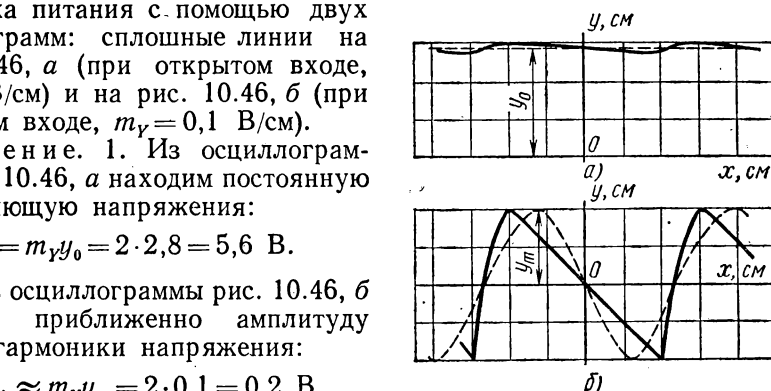 ка питания с помощью двух
грамм: сплошные линии на
46, а (при открытом входе,
В/см) и на рис. 10.46, б (при
м входе, m_Y = 0,1 В/см).
ение. 1. Из осциллограм-
10.46, а находим постоянную
яющую напряжения:
= m_Y y_0 = 2·2,8 = 5,6 В.
осциллограммы рис. 10.46, б
приближенно амплитуду
гармоники напряжения:
≈ m = 2·0,1 = 0,2 В
y, см
y_0
0
а)
x, см
y, см
y_m
0
x, см
б)